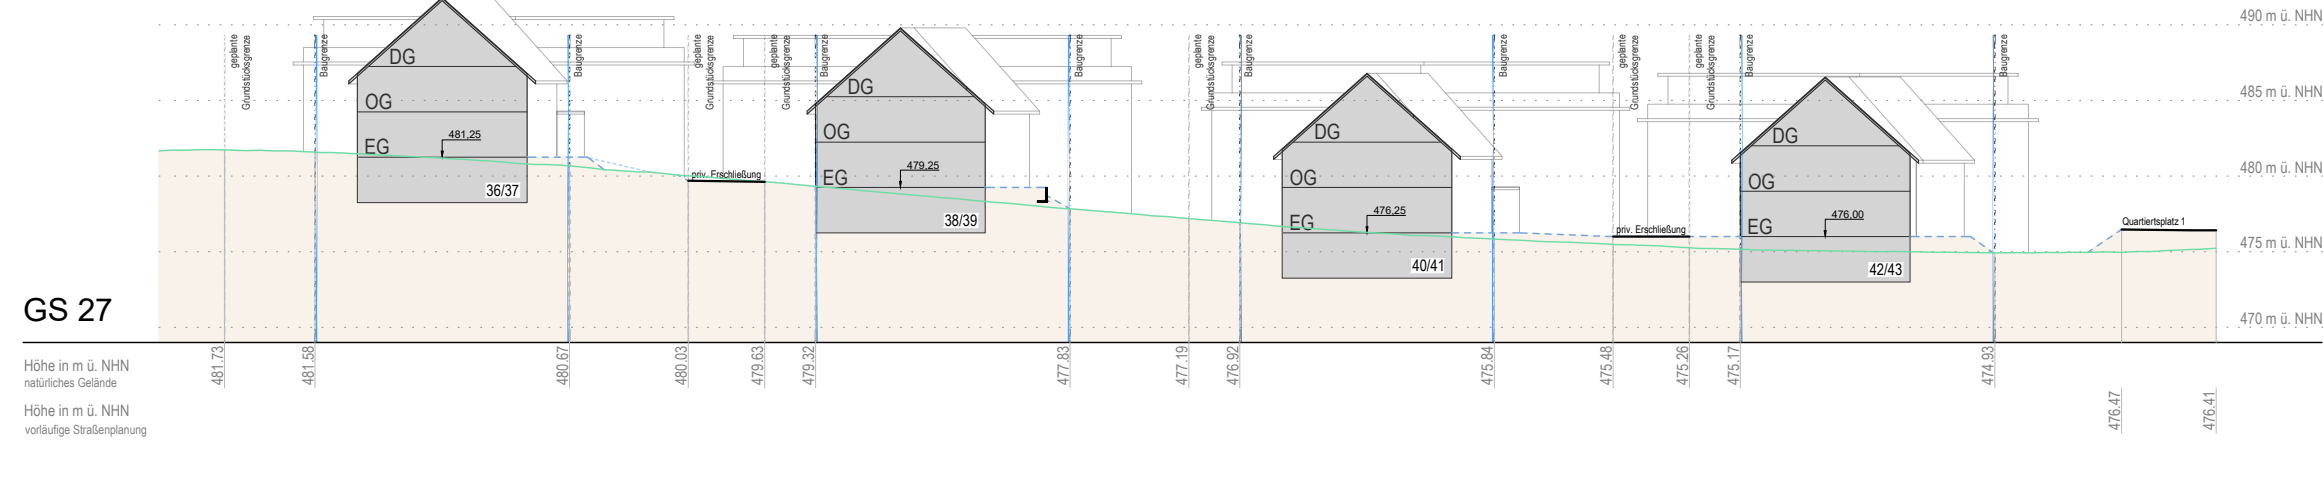 490 m ü. NHN
485 m ü. NHN
480 m ü. NHN
475 m ü. NHN
470 m ü. NHN
geplante
Grundstücksgrenze
Baugrenze
DG
OG
EG
481,25
36/37
Baugrenze
geplante
Grundstücksgrenze
priv. Erschließung
geplante
Grundstücksgrenze
Baugrenze
DG
OG
EG
479,25
38/39
Baugrenze
geplante
Grundstücksgrenze
Baugrenze
DG
OG
EG
476,25
40/41
Baugrenze
geplante
Grundstücksgrenze
priv. Erschließung
geplante
Grundstücksgrenze
Baugrenze
DG
OG
EG
476,00
42/43
Baugrenze
Quartiertsplatz 1
GS 27
Höhe in m ü. NHN
natürliches Gelände
481.73
481.58
480.67
480.03
479.63
479.32
477.83
477.19
476.92
475.84
475.48
475.26
475.17
474.93
Höhe in m ü. NHN
vorläufige Straßenplanung
476.47
476.41